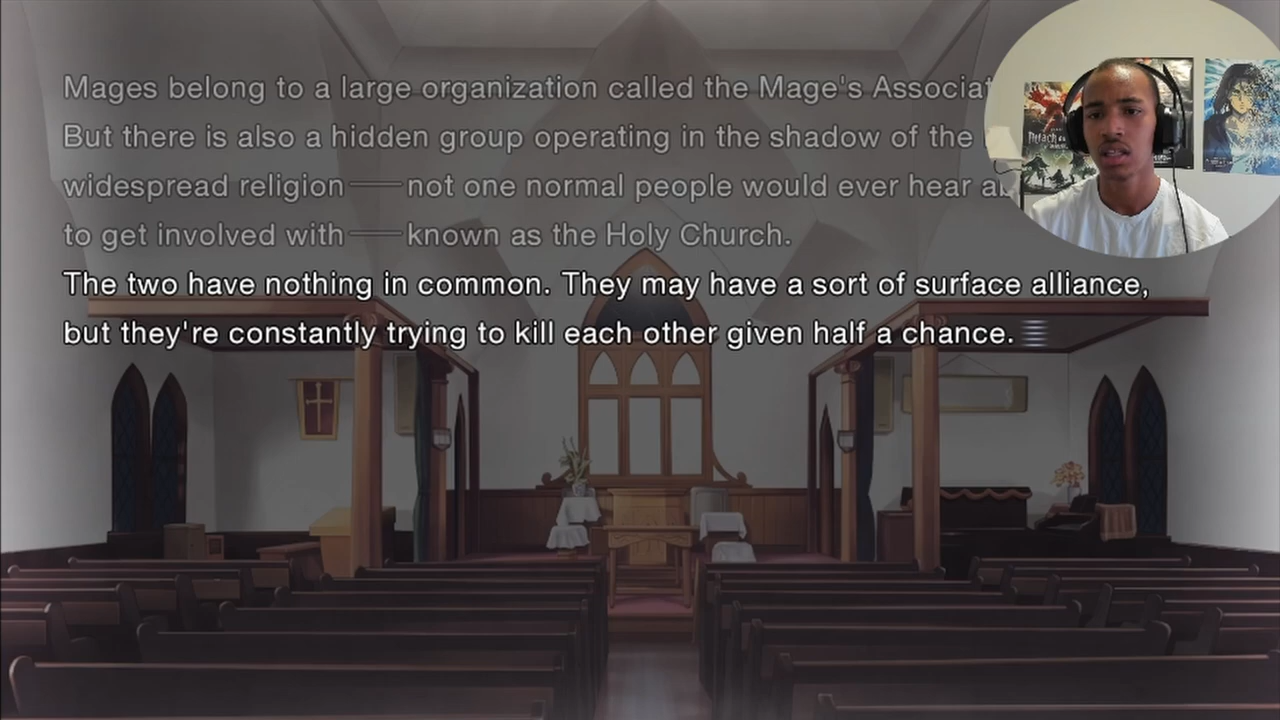 Mages belong to a large organization called the Mage's
But there is also a hidden group operating in the shadow of the
widespread religion——not one normal people would ever hear
to get involved with——known as the Holy Church.
The two have nothing in common. They may have a sort of surface alliance,
but they're constantly trying to kill each other given half a chance.